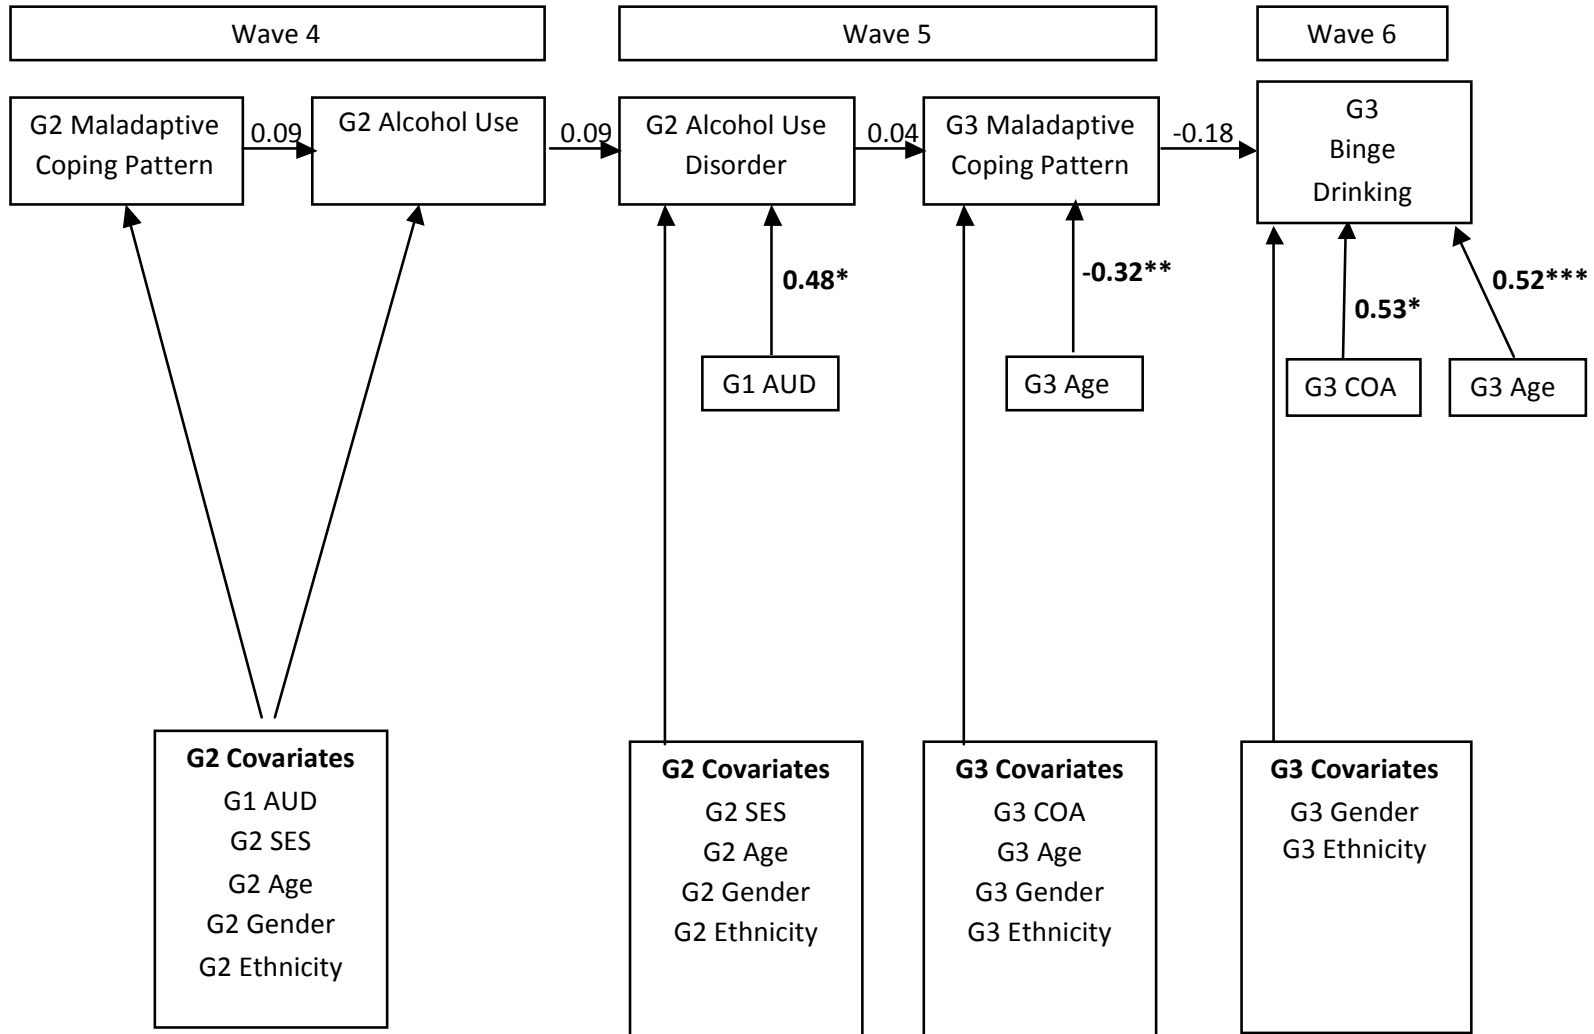 Wave 4
Wave 5
Wave 6
G2 Maladaptive
Coping Pattern
0.09
G2 Alcohol Use
0.09
G2 Alcohol Use
Disorder
0.04
G3 Maladaptive
Coping Pattern
-0.18
G3
Binge
Drinking
0.48*
-0.32**
0.53*
0.52***
G1 AUD
G3 Age
G3 COA
G3 Age
G2 Covariates
G1 AUD
G2 SES
G2 Age
G2 Gender
G2 Ethnicity
G2 Covariates
G2 SES
G2 Age
G2 Gender
G2 Ethnicity
G3 Covariates
G3 COA
G3 Age
G3 Gender
G3 Ethnicity
G3 Covariates
G3 Gender
G3 Ethnicity